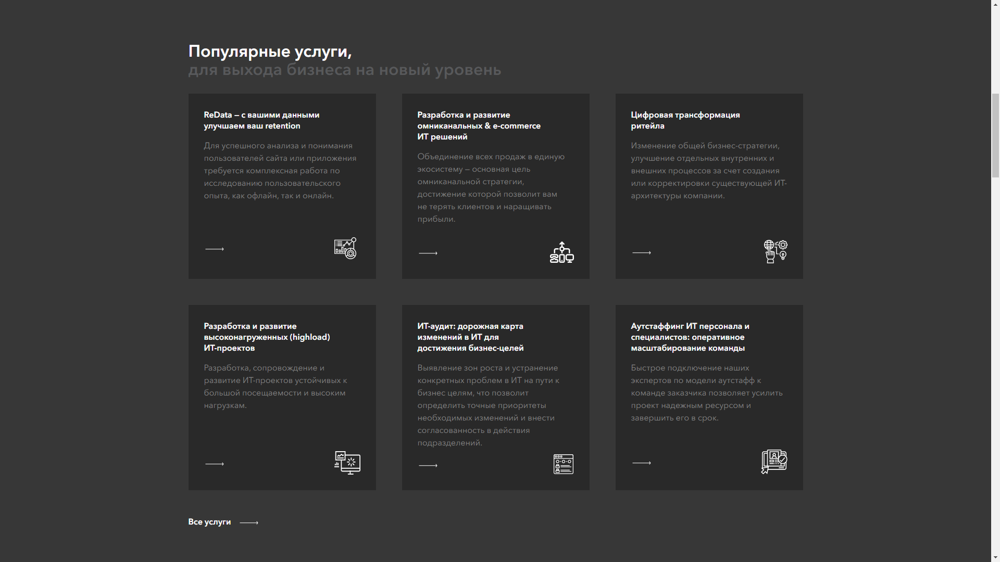 Популярные услуги,
для выхода бизнеса на новый уровень
ReData – с вашими данными
улучшаем ваш retention
Для успешного анализа и понимания
пользователей сайта или приложения
требуется комплексная работа по
исследованию пользовательского
опыта, как офлайн, так и онлайн.
Разработка и развитие
омниканальных & e-commerce
ИТ решений
Объединение всех продаж в единую
экосистему – основная цель
омниканальной стратегии,
достижение которой позволит вам
не терять клиентов и наращивать
прибыли.
Цифровая трансформация
ритейла
Изменение общей бизнес-стратегии,
улучшение отдельных внутренних и
внешних процессов за счет создания
или корректировки существующей ИТ-
архитектуры компании.
Разработка и развитие
высоконагруженных (highload)
ИТ-проектов
Разработка, сопровождение и
развитие ИТ-проектов устойчивых к
большой посещаемости и высоким
нагрузкам.
ИТ-аудит: дорожная карта
изменений в ИТ для
достижения бизнес-целей
Выявление зон роста и устранение
конкретных проблем в ИТ на пути к
бизнес целям, что позволит
определить точные приоритеты
необходимых изменений и внести
согласованность в действия
подразделений.
Аутстаффинг ИТ персонала и
специалистов: оперативное
масштабирование команды
Быстрое подключение наших
экспертов по модели аутстафф к
команде заказчика позволяет усилить
проект надежным ресурсом и
завершить его в срок.
Все услуги